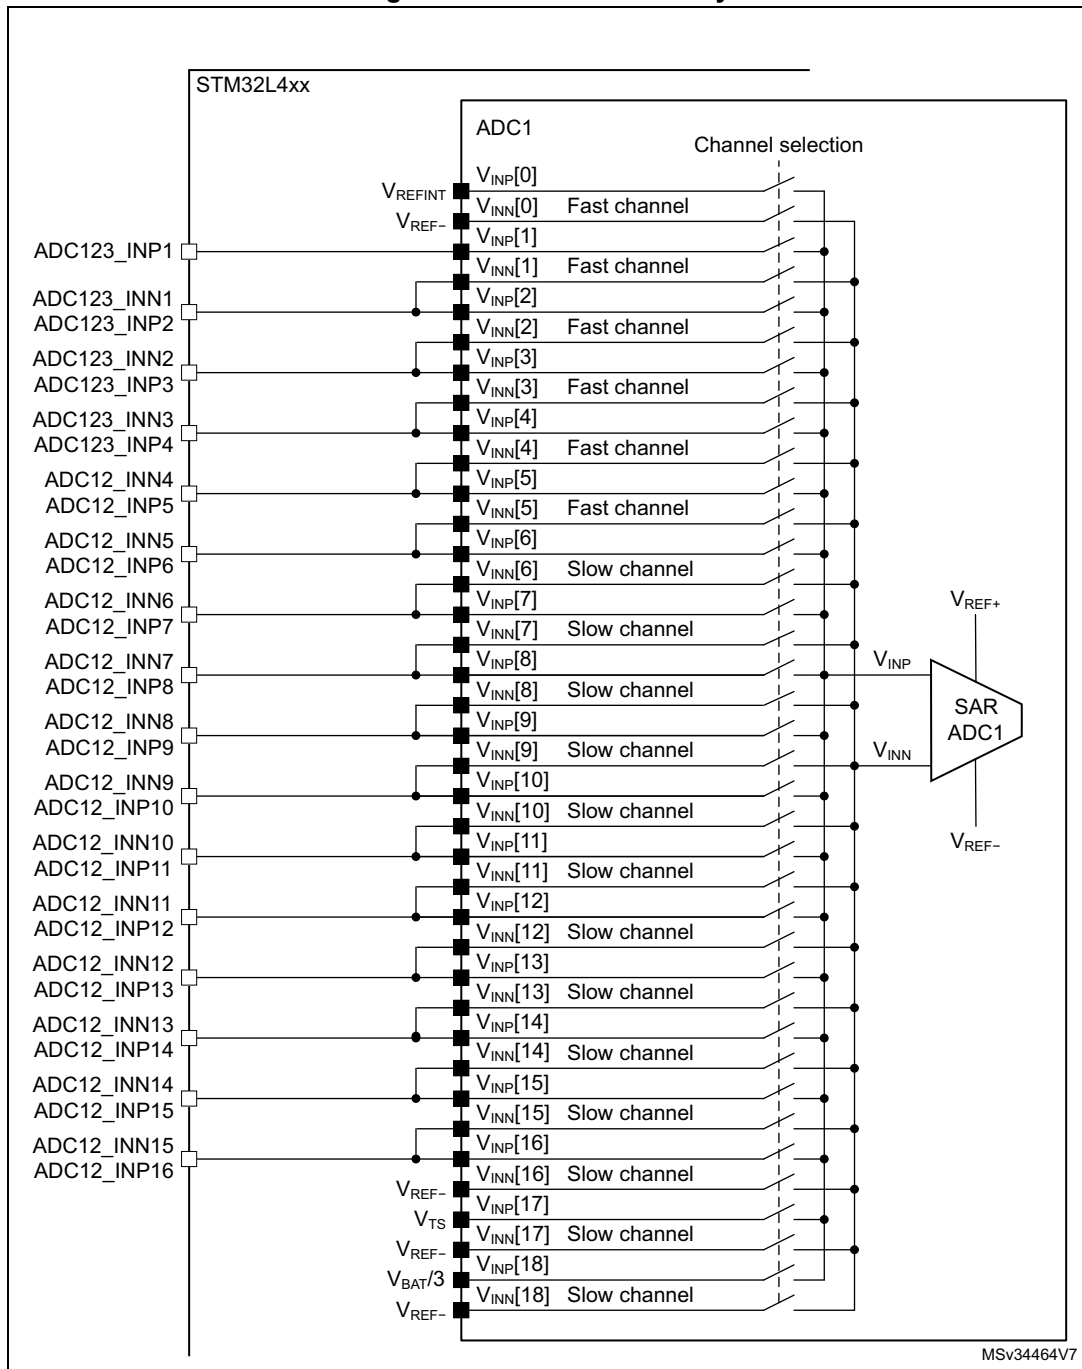 STM32L4xx
ADC1
Channel selection
VREFINT
VINP[0]
VREF−
VINN[0] Fast channel
ADC123_INP1
VINP[1]
VINN[1] Fast channel
ADC123_INN1
ADC123_INP2
VINP[2]
VINN[2] Fast channel
ADC123_INN2
ADC123_INP3
VINP[3]
VINN[3] Fast channel
ADC123_INN3
ADC123_INP4
VINP[4]
VINN[4] Fast channel
ADC12_INN4
ADC12_INP5
VINP[5]
VINN[5] Fast channel
ADC12_INN5
ADC12_INP6
VINP[6]
VINN[6] Slow channel
ADC12_INN6
ADC12_INP7
VINP[7]
VINN[7] Slow channel
ADC12_INN7
ADC12_INP8
VINP[8]
VINN[8] Slow channel
ADC12_INN8
ADC12_INP9
VINP[9]
VINN[9] Slow channel
ADC12_INN9
ADC12_INP10
VINP[10]
VINN[10] Slow channel
ADC12_INN10
ADC12_INP11
VINP[11]
VINN[11] Slow channel
ADC12_INN11
ADC12_INP12
VINP[12]
VINN[12] Slow channel
ADC12_INN12
ADC12_INP13
VINP[13]
VINN[13] Slow channel
ADC12_INN13
ADC12_INP14
VINP[14]
VINN[14] Slow channel
ADC12_INN14
ADC12_INP15
VINP[15]
VINN[15] Slow channel
ADC12_INN15
ADC12_INP16
VINP[16]
VREF−
VINN[16] Slow channel
VTS
VINP[17]
VREF−
VINN[17] Slow channel
VBAT/3
VINP[18]
VREF−
VINN[18] Slow channel
VREF+
VINP
SAR
ADC1
VINN
VREF−
MSv34464V7